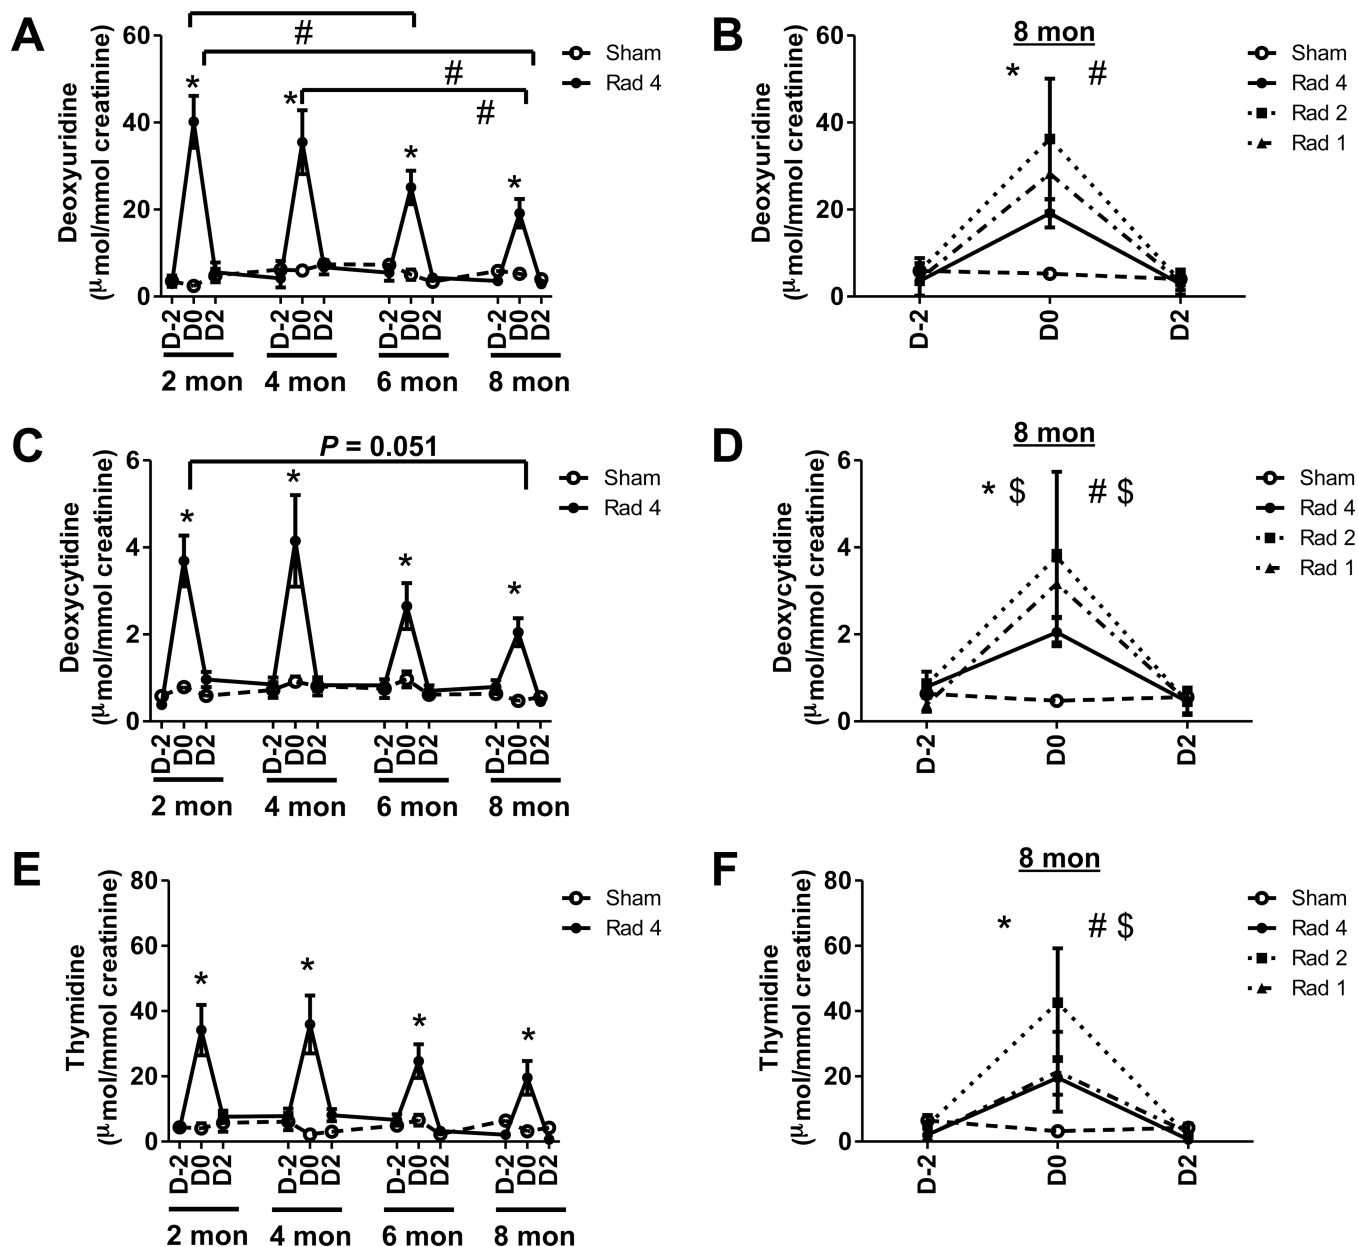 A
#
#
#
60
40
20
0
Deoxyuridine
(μmol/mmol creatinine)
*
*
*
*
Sham
Rad 4
D-2
D0
D2
D-2
D0
D2
D-2
D0
D2
D-2
D0
D2
2 mon
4 mon
6 mon
8 mon
B
8 mon
* #
60
40
20
0
Deoxyuridine
(μmol/mmol creatinine)
Sham
Rad 4
Rad 2
Rad 1
D-2
D0
D2
C
P = 0.051
6
4
2
0
Deoxycytidine
(μmol/mmol creatinine)
*
*
*
*
Sham
Rad 4
D-2
D0
D2
D-2
D0
D2
D-2
D0
D2
D-2
D0
D2
2 mon
4 mon
6 mon
8 mon
D
8 mon
* $ # $
6
4
2
0
Deoxycytidine
(μmol/mmol creatinine)
Sham
Rad 4
Rad 2
Rad 1
D-2
D0
D2
E
80
60
40
20
0
Thymidine
(μmol/mmol creatinine)
*
*
*
*
Sham
Rad 4
D-2
D0
D2
D-2
D0
D2
D-2
D0
D2
D-2
D0
D2
2 mon
4 mon
6 mon
8 mon
F
8 mon
* # $
80
60
40
20
0
Thymidine
(μmol/mmol creatinine)
Sham
Rad 4
Rad 2
Rad 1
D-2
D0
D2